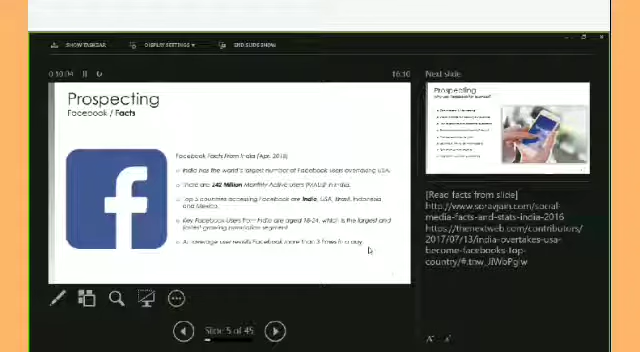 SHOW TASKBAR
DISPLAY SETTINGS
END SLIDE SHOW
0:10:04
16:10
Next slide
Prospecting
Facebook / Facts
Facebook Facts from India (Apr, 2018)
India has the world's largest number of Facebook users overtaking USA.
There are 242 Million Monthly Active Users (MAUs) in India.
Top 5 countries accessing Facebook are India, USA, Brazil, Indonesia
and Mexico.
Key Facebook Users from India are aged 18-24, which is the largest and
fastest growing population segment
An average user revisits Facebook more than 3 times in a day
Prospecting
[Read facts from slide]
http://www.soravjain.com/social-
media-facts-and-stats-india-2016
https://thenextweb.com/contributors/
2017/07/13/india-overtakes-usa-
become-facebooks-top-
country/#.tnw_JiWoPglw
Slide 5 of 45